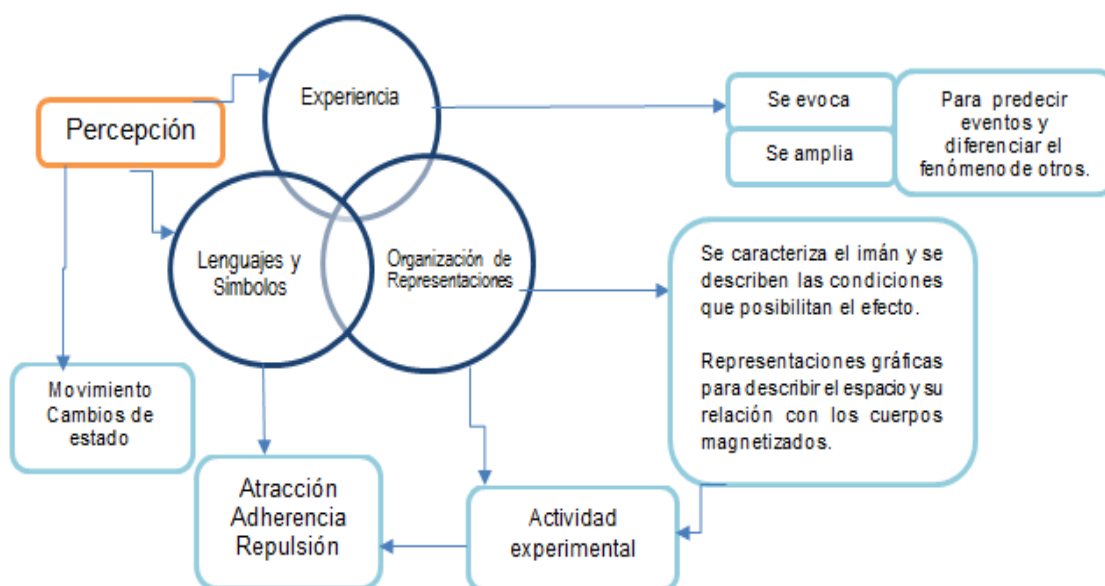 Experiencia
Percepción
Lenguajes y
Símbolos
Organización de
Representaciones
Se evoca
Se amplia
Para predecir
eventos y
diferenciar el
fenómeno de otros.
Se caracteriza el imán y se
describen las condiciones
que posibilitan el efecto.
Representaciones gráficas
para describir el espacio y su
relación con los cuerpos
magnetizados.
Movimiento
Cambios de
estado
Atracción
Adherencia
Repulsión
Actividad
experimental